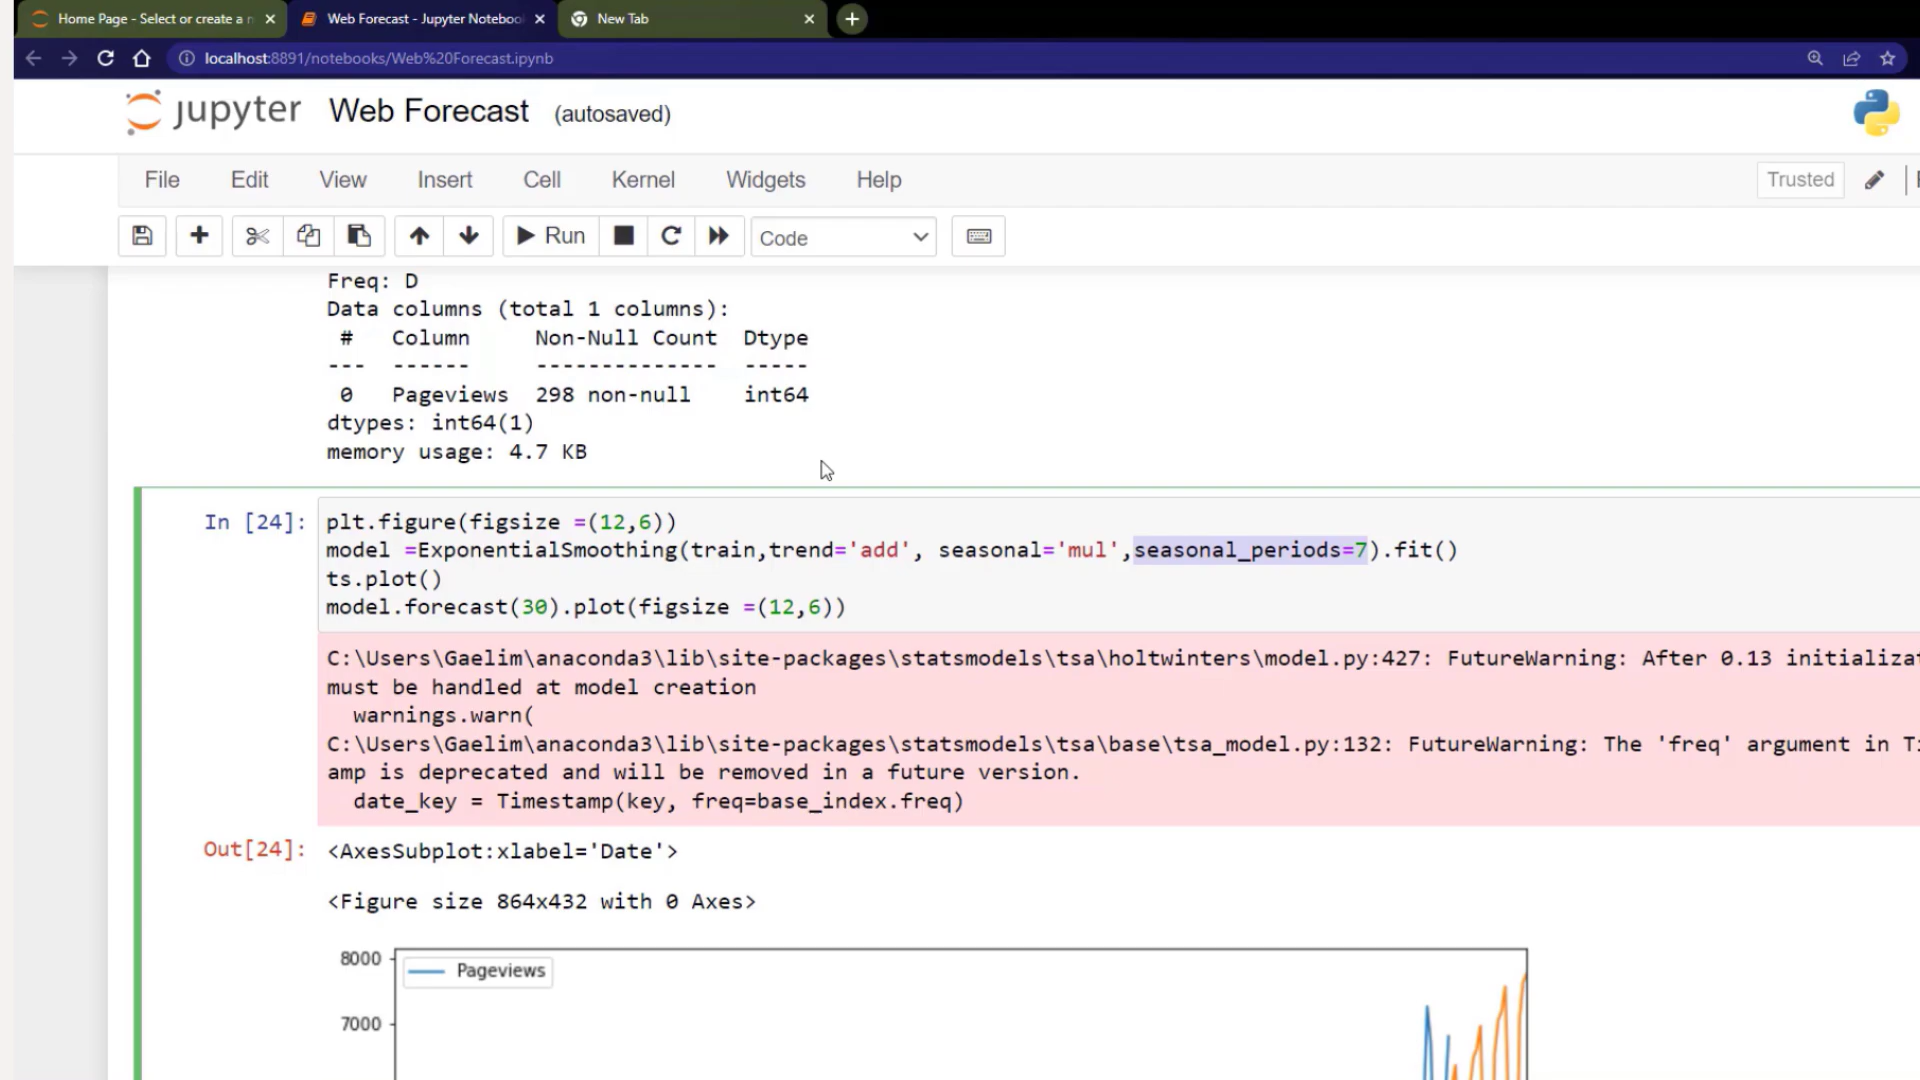 Home Page - Select or create a n
Web Forecast - Jupyter Noteboo
New Tab
localhost:8891/notebooks/Web%20Forecast.ipynb
jupyter Web Forecast (autosaved)
File Edit View Insert Cell Kernel Widgets Help Trusted
Run Code
Freq: D
Data columns (total 1 columns):
# Column Non-Null Count Dtype
--- ------ -------------- -----
0 Pageviews 298 non-null int64
dtypes: int64(1)
memory usage: 4.7 KB
In [24]: plt.figure(figsize =(12,6))
model =ExponentialSmoothing(train,trend='add', seasonal='mul',seasonal_periods=7).fit()
ts.plot()
model.forecast(30).plot(figsize =(12,6))
C:\Users\Gaelim\anaconda3\lib\site-packages\statsmodels\tsa\holtwinters\model.py:427: FutureWarning: After 0.13 initializat
must be handled at model creation
warnings.warn(
C:\Users\Gaelim\anaconda3\lib\site-packages\statsmodels\tsa\base\tsa_model.py:132: FutureWarning: The 'freq' argument in Ti
amp is deprecated and will be removed in a future version.
date_key = Timestamp(key, freq=base_index.freq)
Out[24]: <AxesSubplot:xlabel='Date'>
<Figure size 864x432 with 0 Axes>
8000
Pageviews
7000